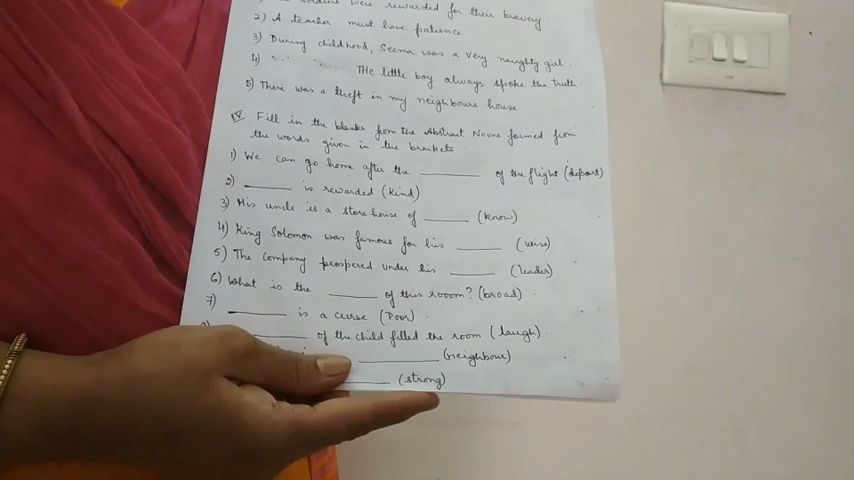 soldiers were rewarded for their bravery
2) A teacher must have patience
3) During childhood, Seema was a very naughty girl.
4) THe little boy always spoke the truth
5) There was a theft in my neighbours house
IV Fill in the blanks from the Abstract Nouns formed from
the words given in the brackets
1) We can go home after the ______ of the flight (depart)
2) ______ is rewarded (kind)
3) His uncle is a store house of ______ (know)
4) King Solomon was famous for his ______ (wise)
5) The Company prospered under his ______ (leader)
6) What is the ______ of this rooom? (broad)
7) ______ is a curse (Poor)
______ of the child filled the room (laugh)
______ (neighbour)
______ (strong)